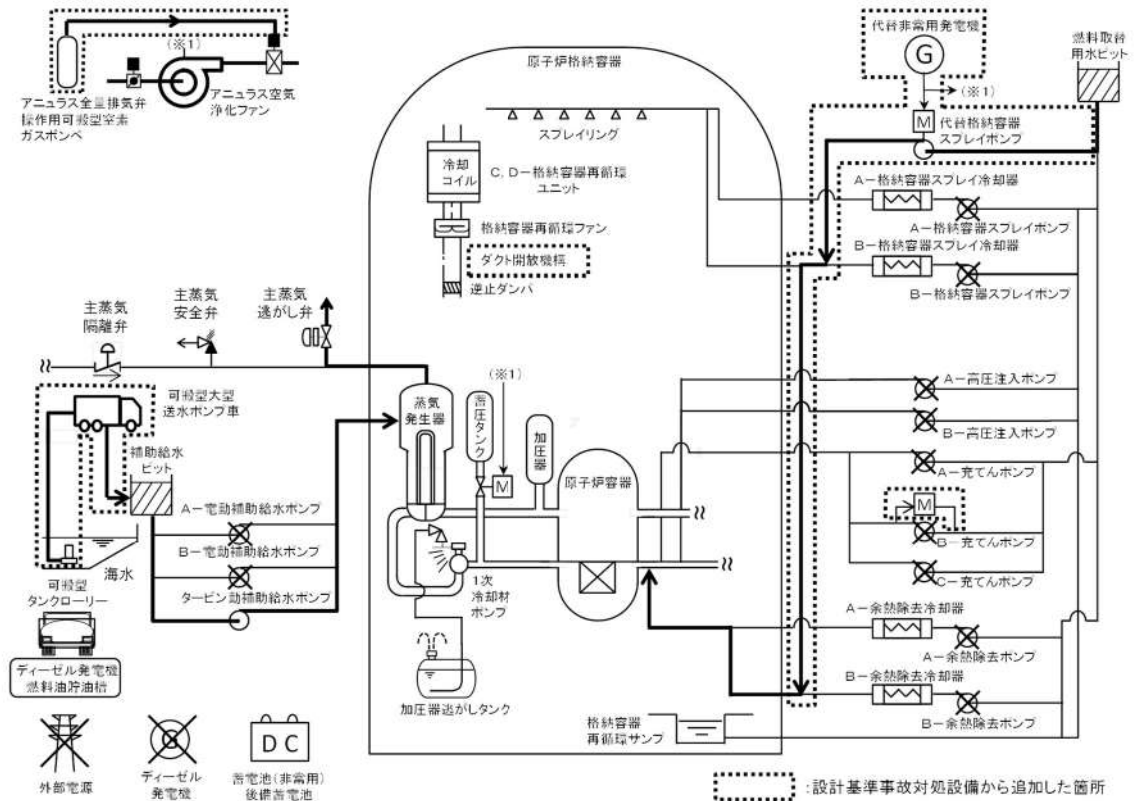 (※1)
アニュラス全量排気弁
操作用可搬型窒素
ガスボンベ
アニュラス空気
浄化ファン
原子炉格納容器
スプレイリング
冷却
コイル
C,D-格納容器再循環
ユニット
格納容器再循環ファン
ダクト開放機構
逆止ダンパ
代替非常用発電機
G
(※1)
M
代替格納容器
スプレイポンプ
燃料取替
用水ピット
A-格納容器スプレイ冷却器
A-格納容器スプレイポンプ
B-格納容器スプレイ冷却器
B-格納容器スプレイポンプ
主蒸気
隔離弁
主蒸気
安全弁
主蒸気
逃がし弁
可搬型大型
送水ポンプ車
補助給水
ピット
A-電動補助給水ポンプ
B-電動補助給水ポンプ
タービン動補助給水ポンプ
海水
可搬型
タンクローリー
ディーゼル発電機
燃料油貯油槽
蒸気
発生器
蓄圧タンク
(※1)
M
加圧器
原子炉容器
1次
冷却材
ポンプ
加圧器逃がしタンク
格納容器
再循環サンプ
A-高圧注入ポンプ
B-高圧注入ポンプ
A-充てんポンプ
M
B-充てんポンプ
C-充てんポンプ
A-余熱除去冷却器
A-余熱除去ポンプ
B-余熱除去冷却器
B-余熱除去ポンプ
外部電源
G
ディーゼル
発電機
DC
蓄電池(非常用)
後備蓄電池
:設計基準事故対処設備から追加した箇所